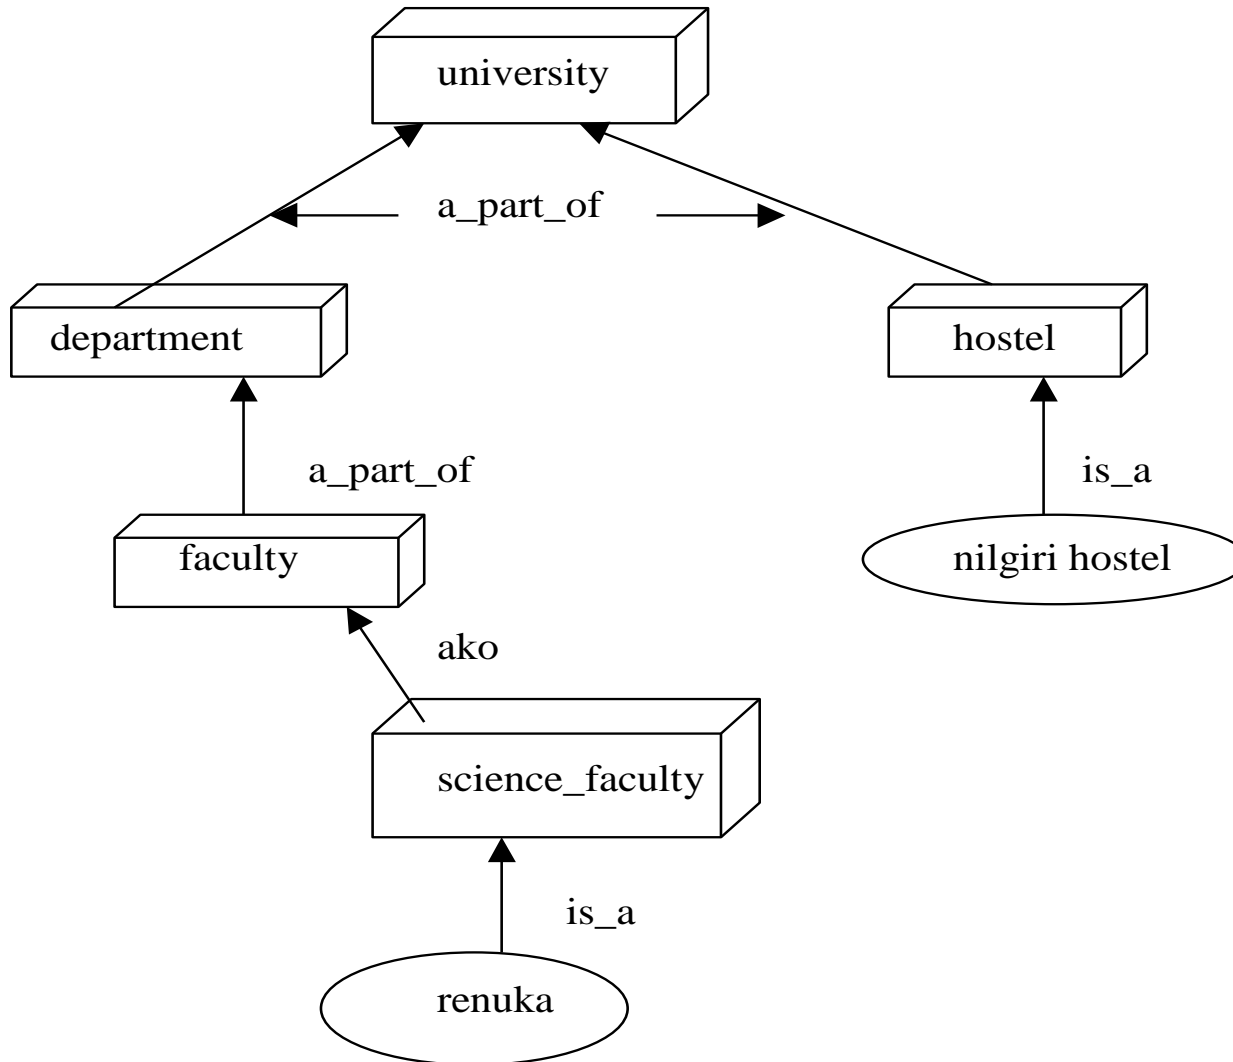 university
a_part_of
department
hostel
a_part_of
is_a
faculty
nilgiri hostel
ako
science_faculty
is_a
renuka